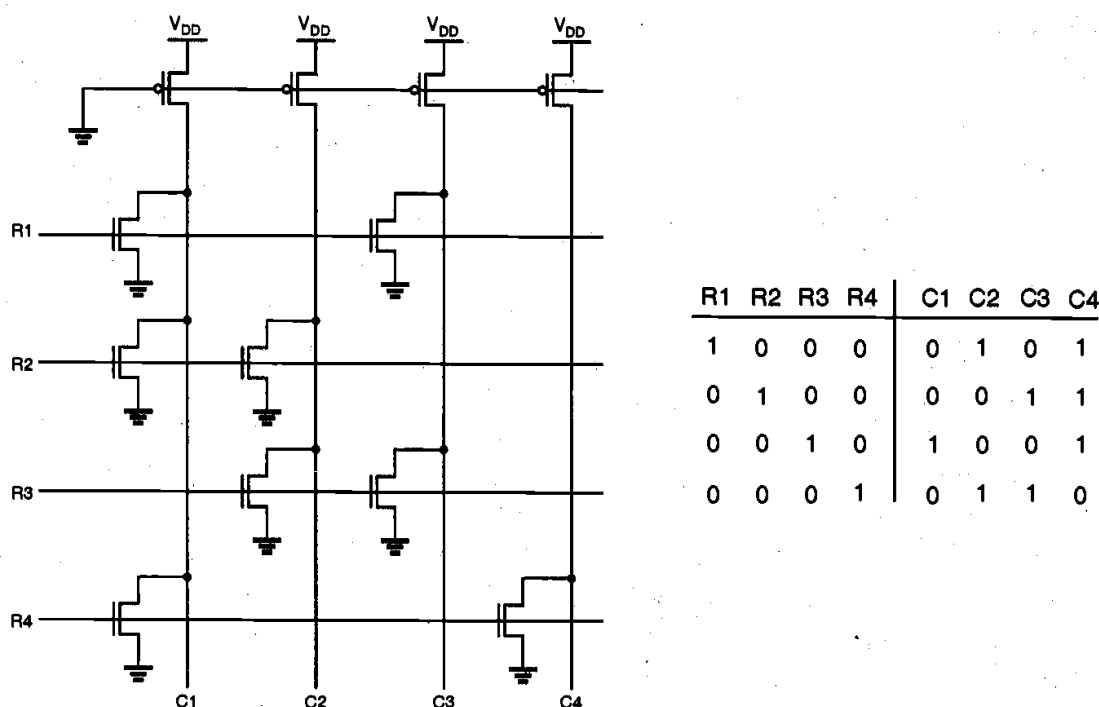 VDD VDD VDD VDD
R1
R2
R3
R4
C1 C2 C3 C4
R1 R2 R3 R4 C1 C2 C3 C4
1 0 0 0 0 1 0 1
0 1 0 0 0 0 1 1
0 0 1 0 1 0 0 1
0 0 0 1 0 1 1 0